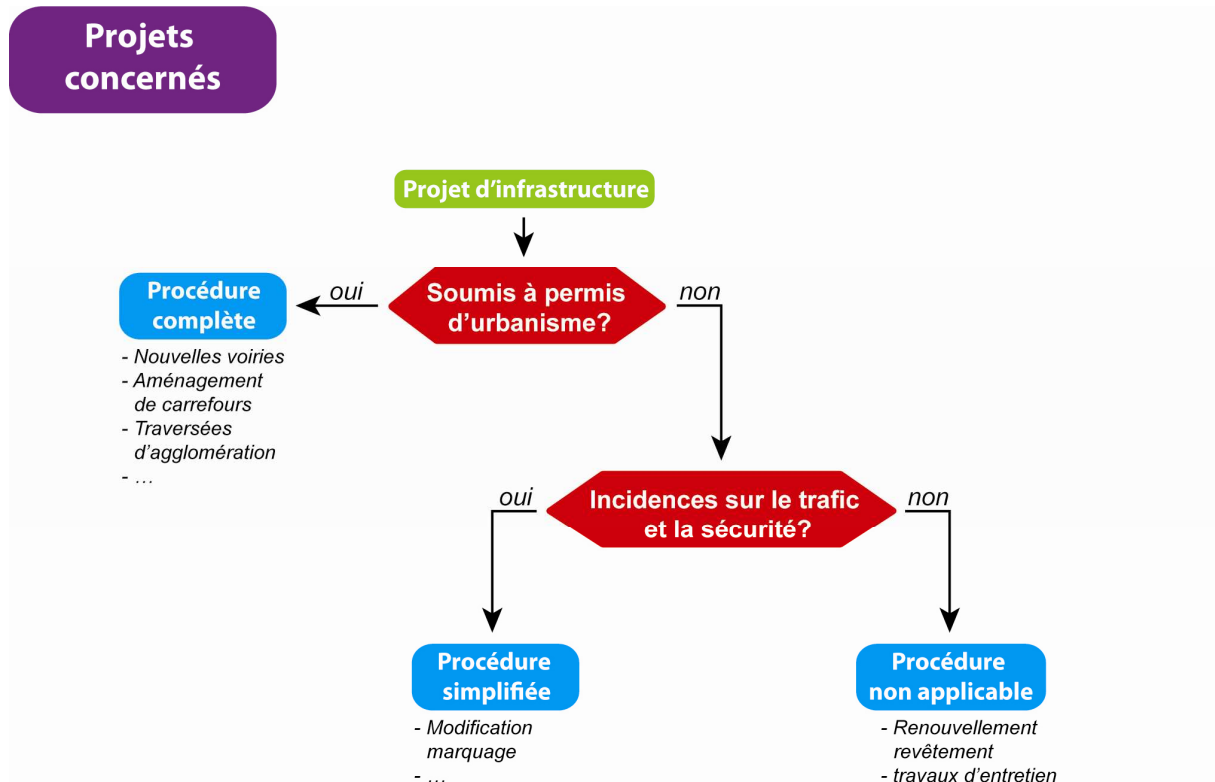 Projets
concernés
Projet d'infrastructure
Soumis à permis
d'urbanisme?
oui
non
Procédure
complète
- Nouvelles voiries
- Aménagement
de carrefours
- Traversées
d'agglomération
- ...
Incidences sur le trafic
et la sécurité?
oui
non
Procédure
simplifiée
- Modification
marquage
- ...
Procédure
non applicable
- Renouvellement
revêtement
- travaux d'entretien